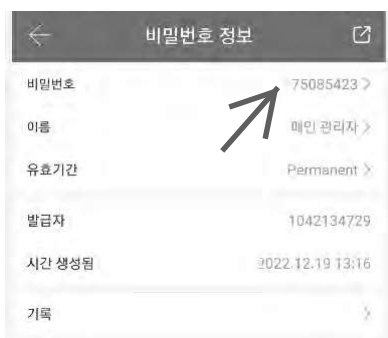 비밀번호 정보
비밀번호 75085423 >
이름 메인 관리자 >
유효기간 Permanent >
발급자 1042134729
시간 생성됨 2022.12.19 13:16
기록 >